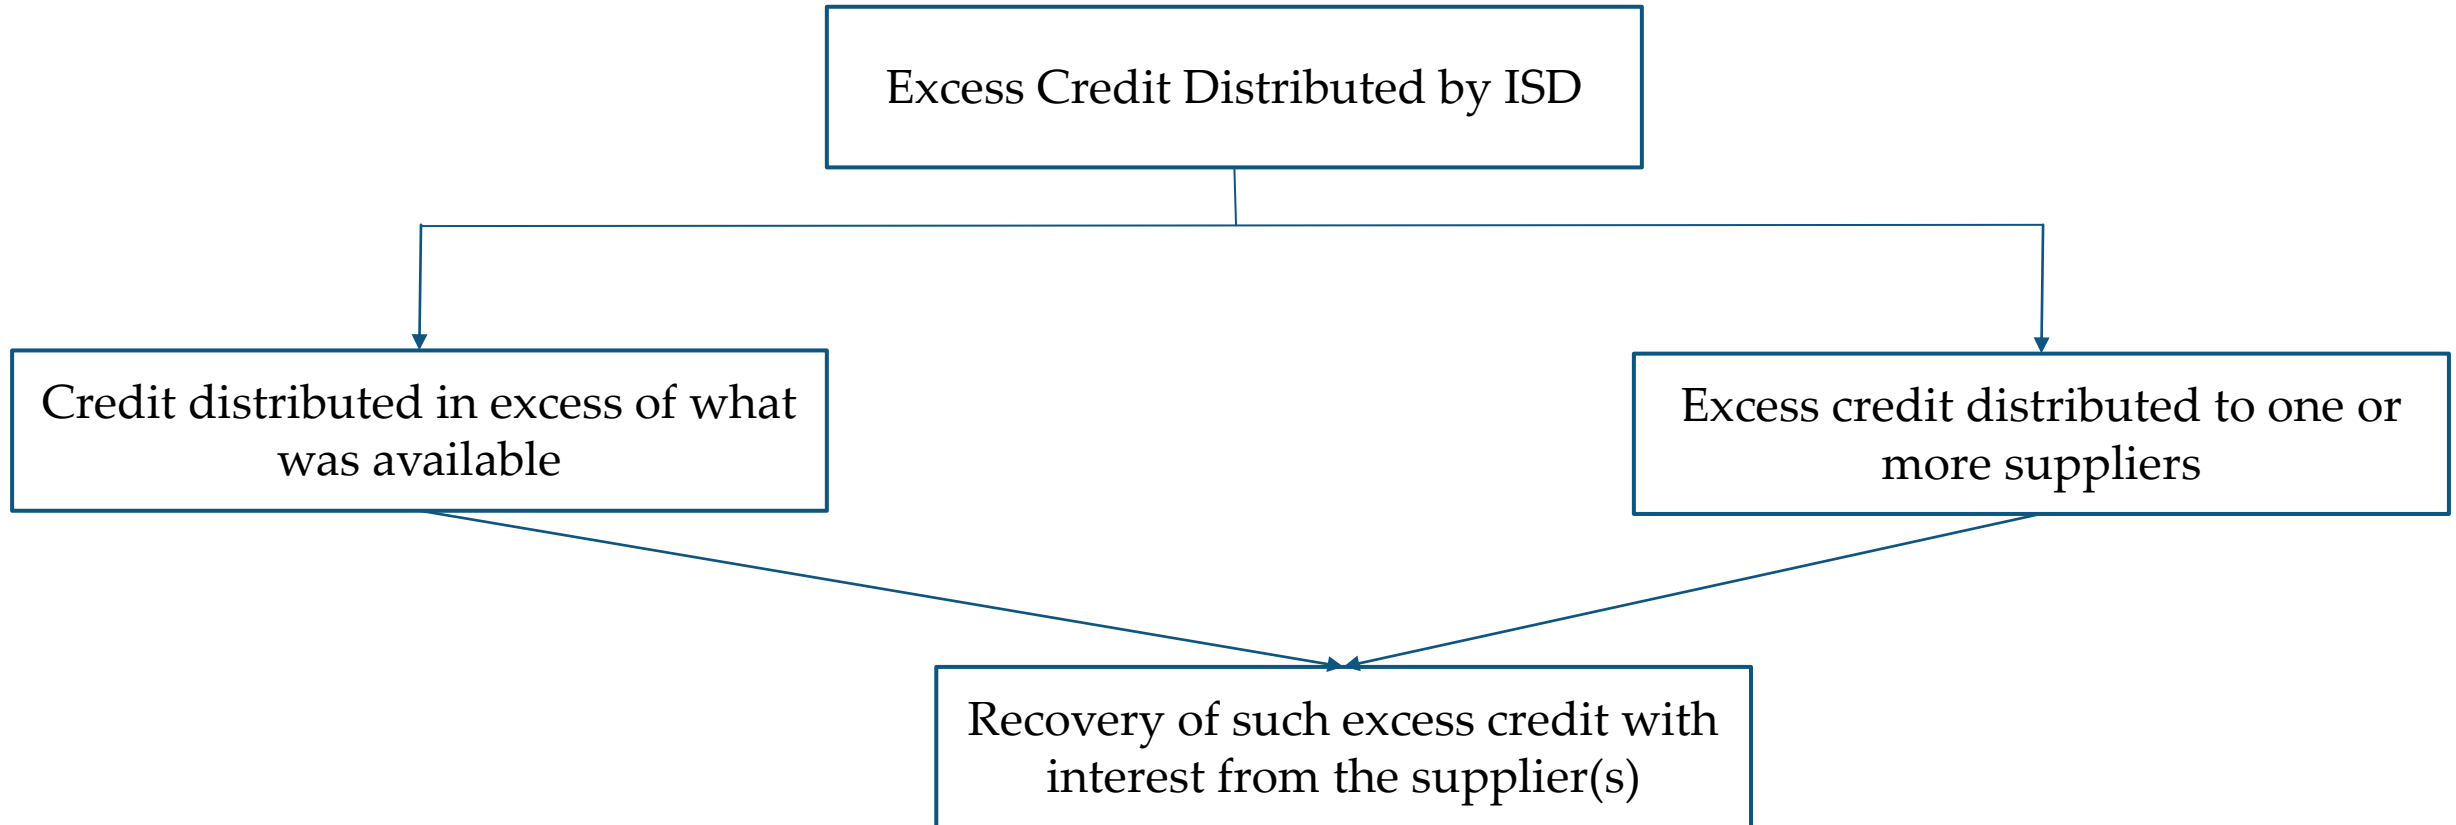 Excess Credit Distributed by ISD
Credit distributed in excess of what
was available
Excess credit distributed to one or
more suppliers
Recovery of such excess credit with
interest from the supplier(s)